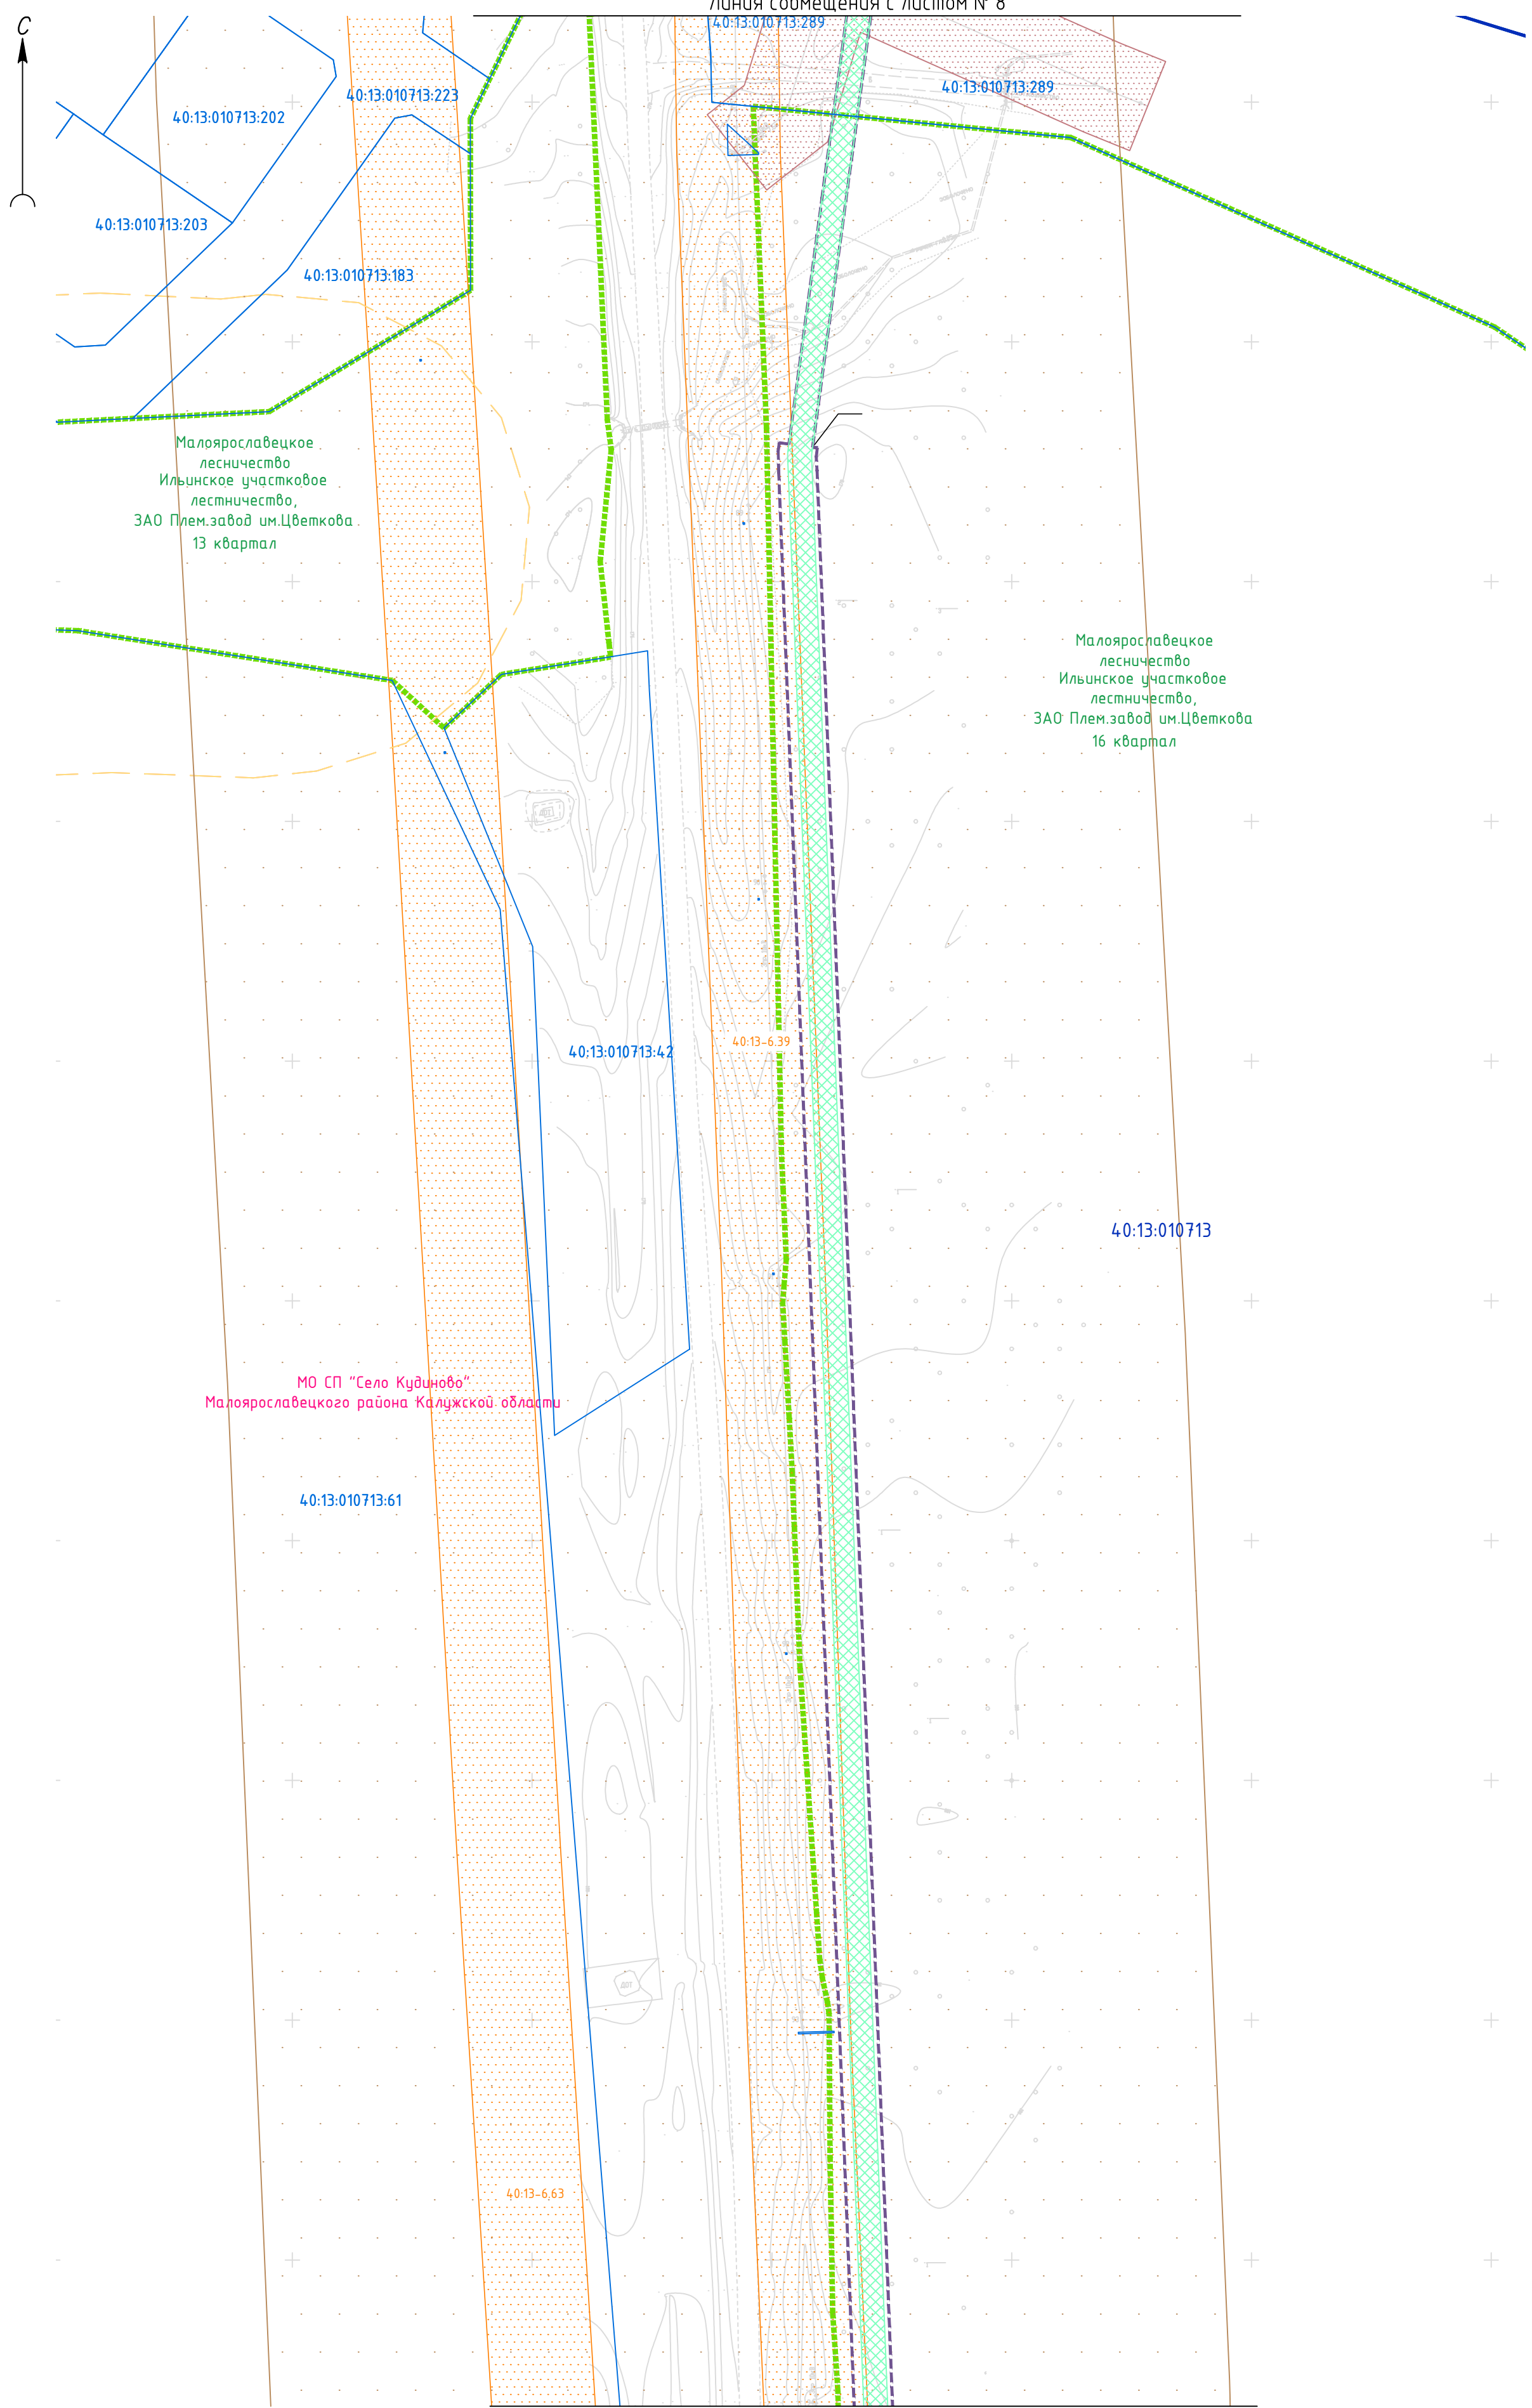 Линия совмещения с листом № 8
С
40:13:010713:289
40:13:010713:289
40:13:010713:223
40:13:010713:202
40:13:010713:203
40:13:010713:183
Малоярославецкое
лесничество
Ильинское участковое
лестничество,
ЗАО Плем.завод им.Цветкова
13 квартал
Малоярославецкое
лесничество
Ильинское участковое
лестничество,
ЗАО Плем.завод им.Цветкова
16 квартал
40:13:010713:42
40:13-6.39
40:13:010713
МО СП "Село Кудиново"
Малоярославецкого района Калужской области
40:13:010713:61
40:13-6.63